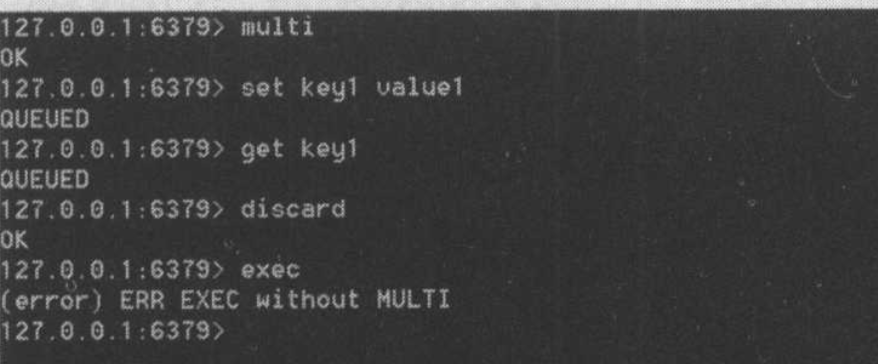 127.0.0.1:6379> multi
OK
127.0.0.1:6379> set key1 value1
QUEUED
127.0.0.1:6379> get key1
QUEUED
127.0.0.1:6379> discard
OK
127.0.0.1:6379> exec
(error) ERR EXEC without MULTI
127.0.0.1:6379>